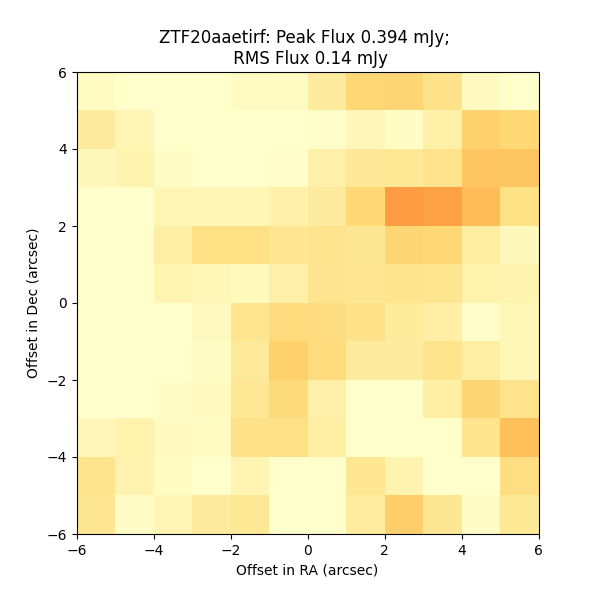 ZTF20aaetirf: Peak Flux 0.394 mJy;
RMS Flux 0.14 mJy
6
4
2
0
−2
−4
−6
Offset in Dec (arcsec)
−6 −4 −2 0 2 4 6
Offset in RA (arcsec)